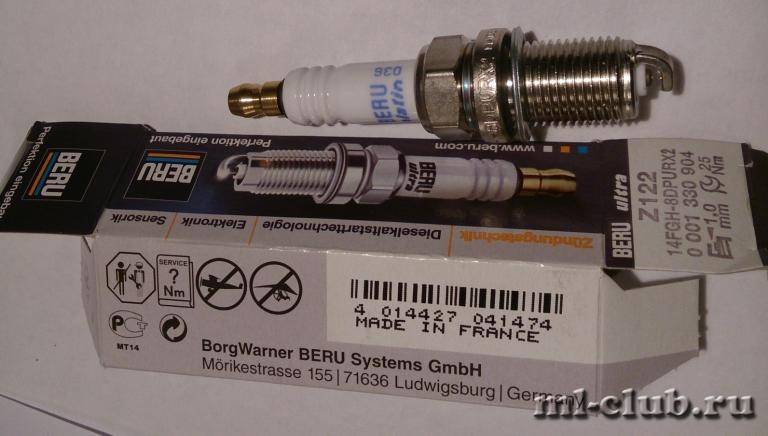 036
BERU
Platin
Perfektion eingebaut
BERU
BERU
Perfektion eingebaut
www.beru.com
BERU
Zündungstechnik
Dieselkaltstarttechnologie
Elektronik
Sensorik
BERU ultra
Z122
14FGH-8DPURX2
0 001 330 904
1.0 mm
25 Nm
SERVICE
?
Nm
PC
MT14
4 014427 041474
MADE IN FRANCE
BorgWarner BERU Systems GmbH
Mörikestrasse 155 | 71636 Ludwigsburg | Germany
ml-club.ru